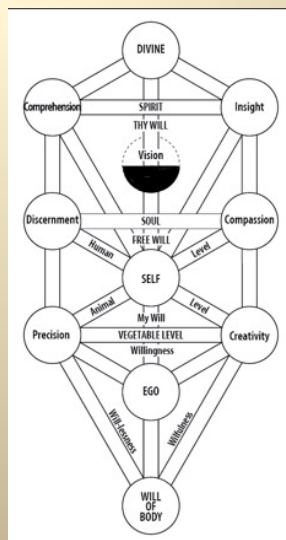 DIVINE
Comprehension
SPIRIT
Insight
THY WILL
Vision
Discernment
SOUL
Compassion
Human
FREE WILL
Level
SELF
Animal
My Will
Level
Precision
VEGETABLE LEVEL
Creativity
Willingness
EGO
Will-lessness
Wilfulness
WILL
OF
BODY